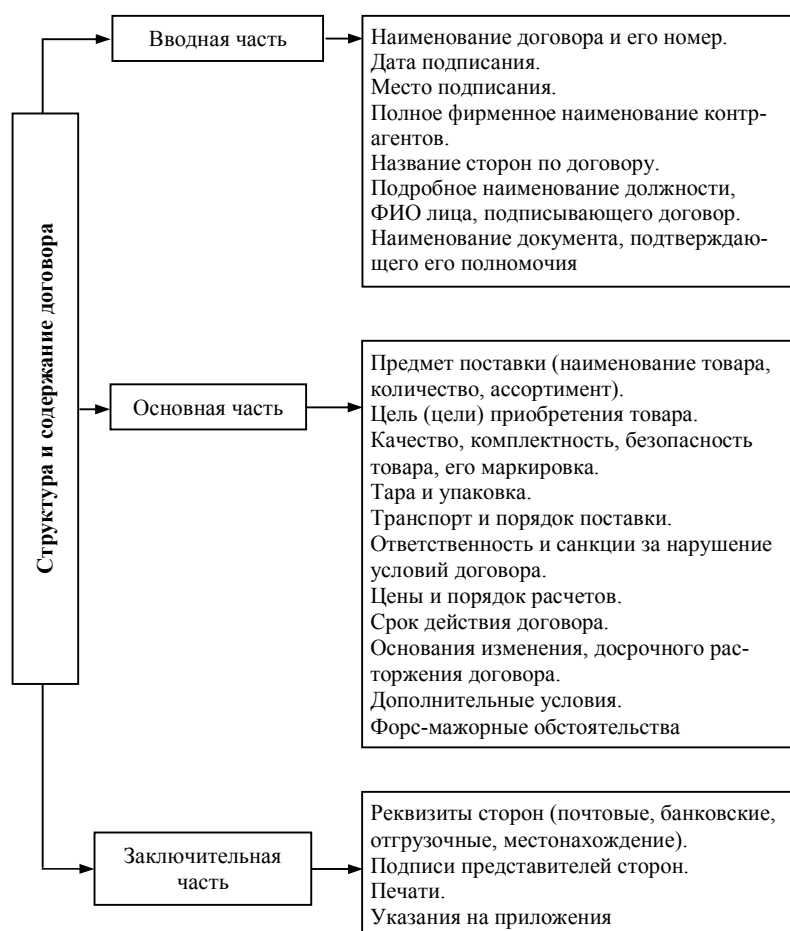 Структура и содержание договора
Вводная часть
Наименование договора и его номер.
Дата подписания.
Место подписания.
Полное фирменное наименование контр-
агентов.
Название сторон по договору.
Подробное наименование должности,
ФИО лица, подписывающего договор.
Наименование документа, подтверждаю-
щего его полномочия
Основная часть
Предмет поставки (наименование товара,
количество, ассортимент).
Цель (цели) приобретения товара.
Качество, комплектность, безопасность
товара, его маркировка.
Тара и упаковка.
Транспорт и порядок поставки.
Ответственность и санкции за нарушение
условий договора.
Цены и порядок расчетов.
Срок действия договора.
Основания изменения, досрочного рас-
торжения договора.
Дополнительные условия.
Форс-мажорные обстоятельства
Заключительная
часть
Реквизиты сторон (почтовые, банковские,
отгрузочные, местонахождение).
Подписи представителей сторон.
Печати.
Указания на приложения